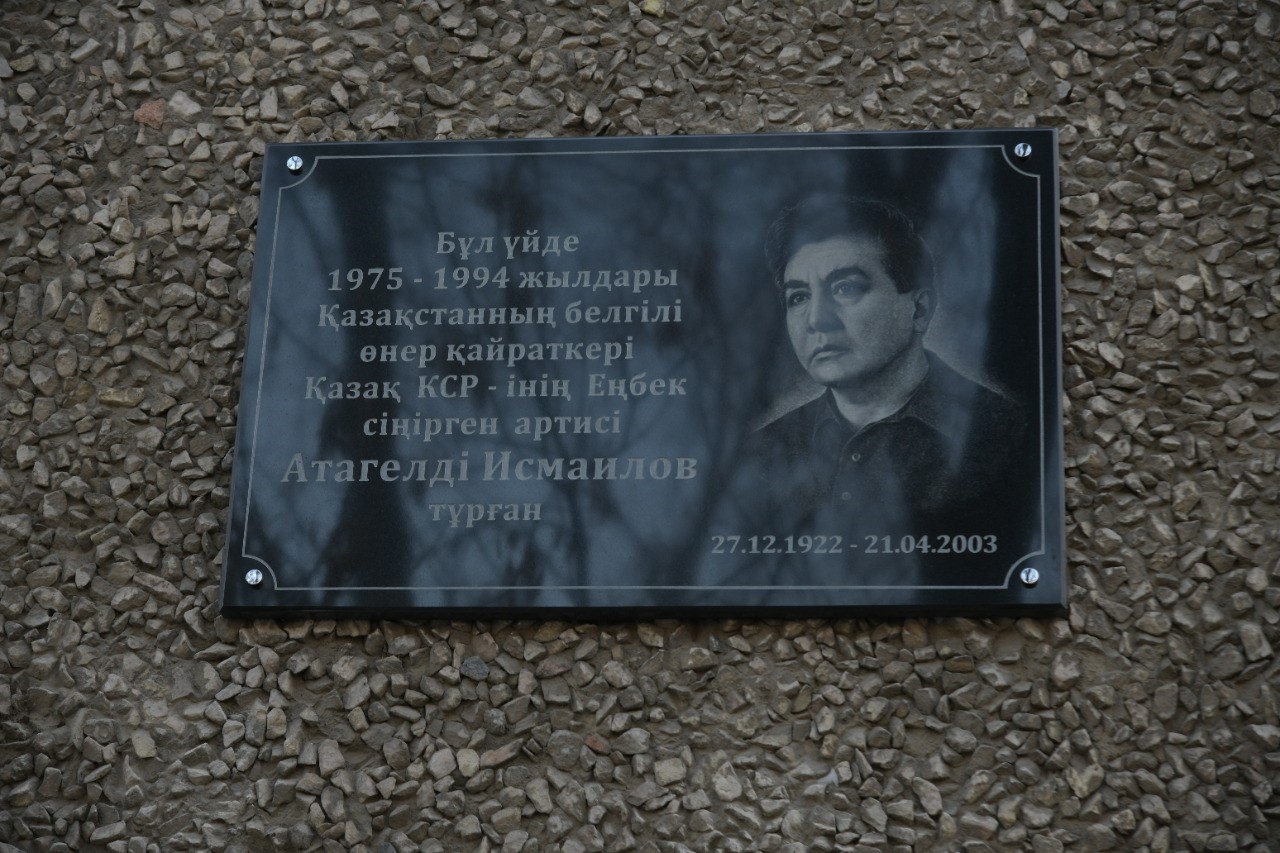 Бұл үйде
1975 - 1994 жылдары
Қазақстанның белгілі
өнер қайраткері
Қазақ КСР - інің Еңбек
сіңірген артисі
Атагелді Исмаилов
тұрған
27.12.1922 - 21.04.2003